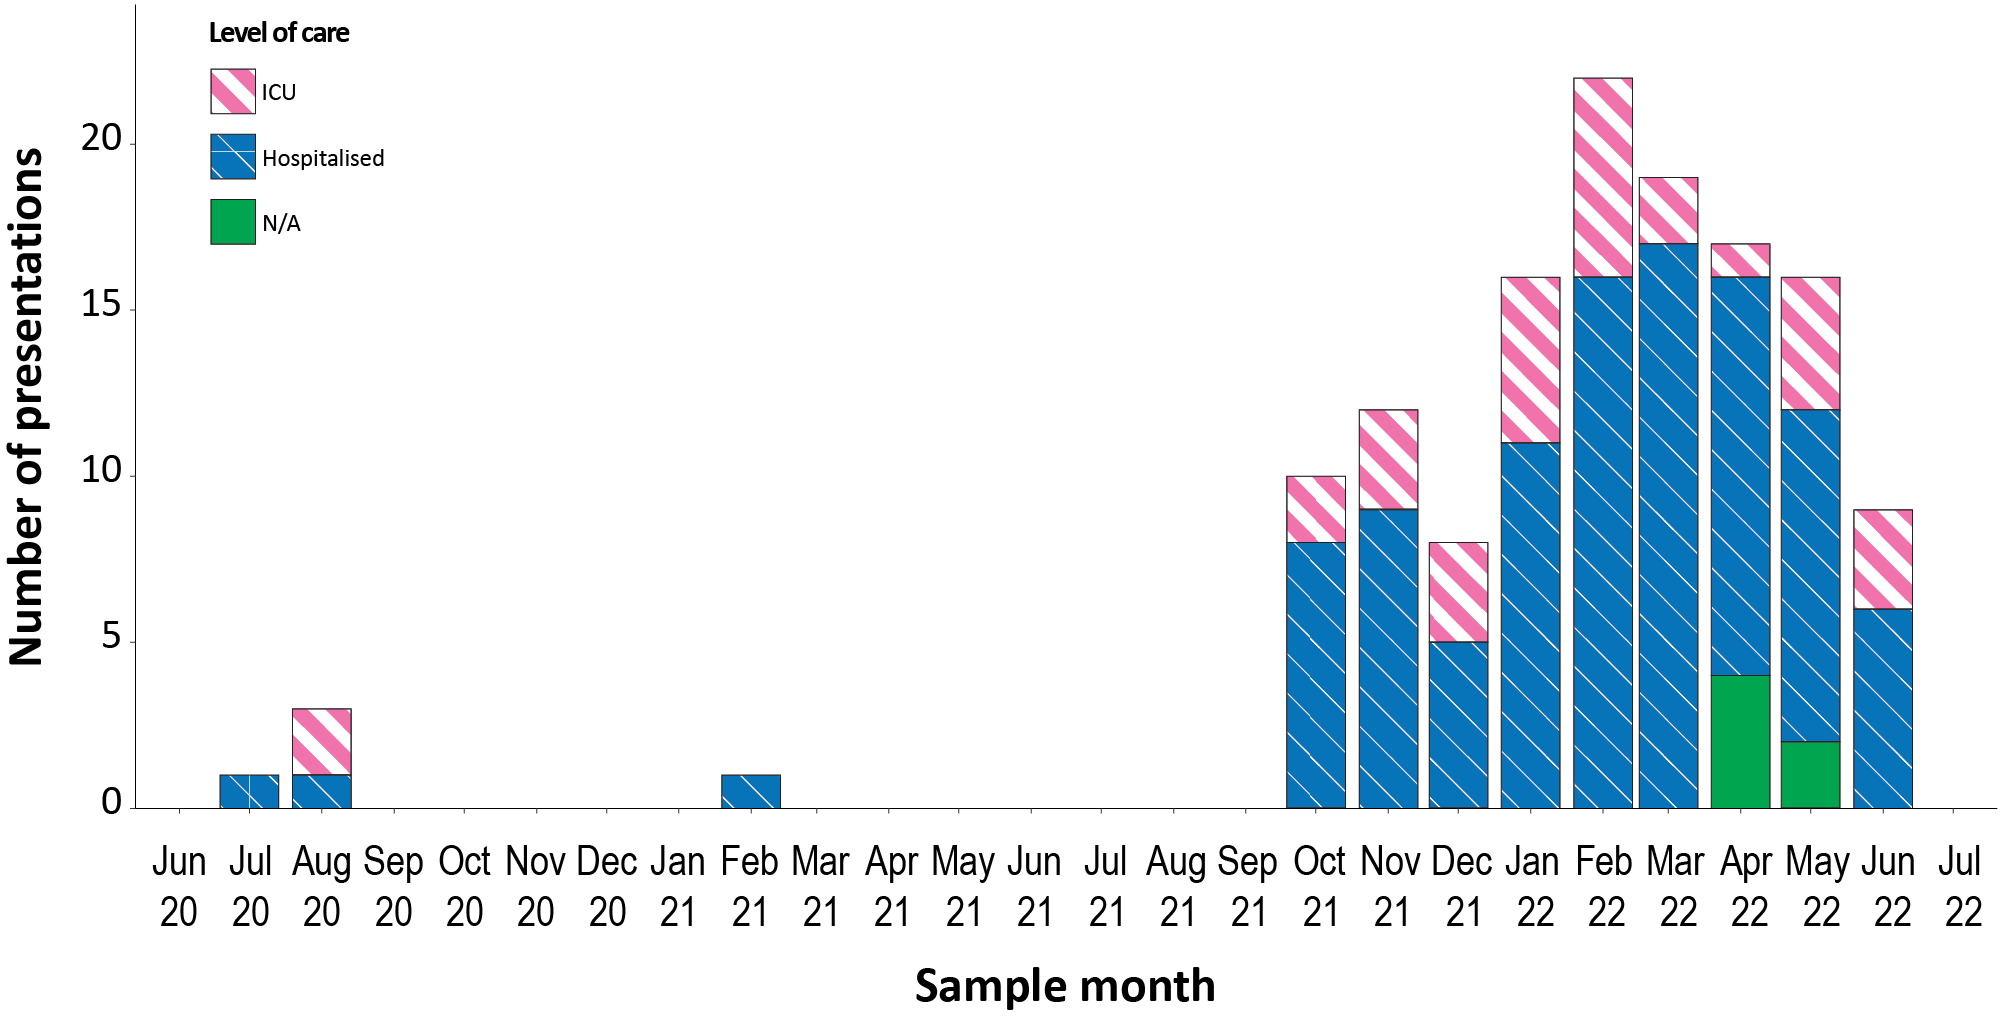 Level of care
ICU
Hospitalised
N/A
Number of presentations
20
15
10
5
0
Jun Jul Aug Sep Oct Nov Dec Jan Feb Mar Apr May Jun Jul Aug Sep Oct Nov Dec Jan Feb Mar Apr May Jun Jul
20 20 20 20 20 20 20 21 21 21 21 21 21 21 21 21 21 21 21 22 22 22 22 22 22 22
Sample month